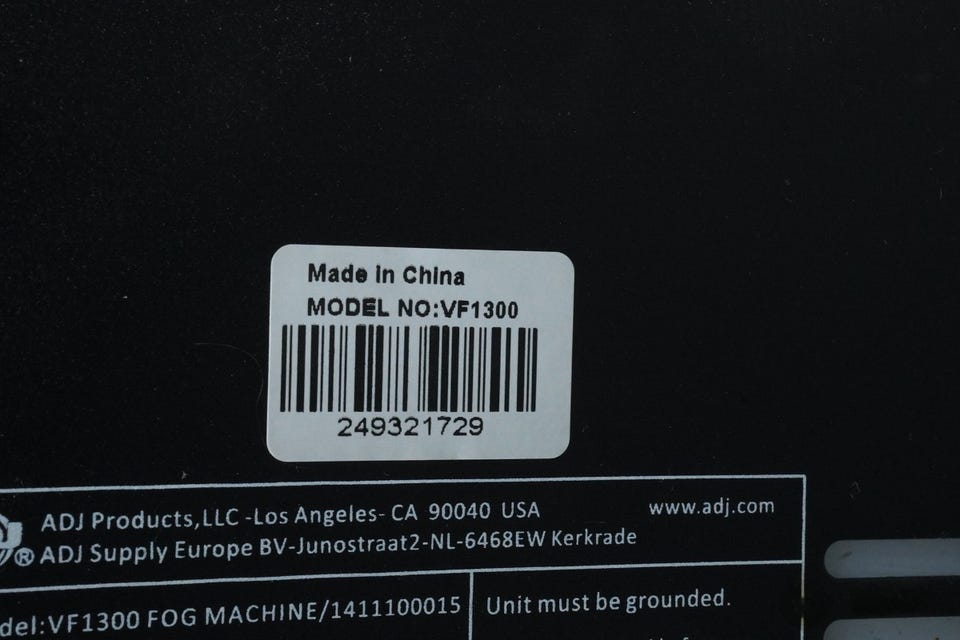 Made in China
MODEL NO:VF1300
249321729
ADJ Products,LLC -Los Angeles- CA 90040 USA
www.adj.com
® ADJ Supply Europe BV-Junostraat2-NL-6468EW Kerkrade
del:VF1300 FOG MACHINE/1411100015
Unit must be grounded.